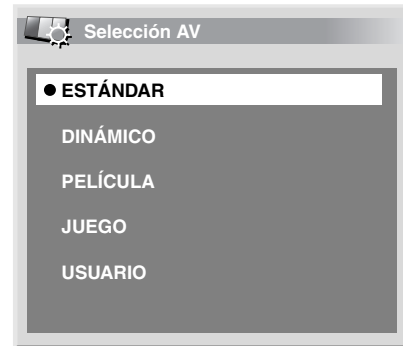 Selección AV
ESTÁNDAR
DINÁMICO
PELÍCULA
JUEGO
USUARIO